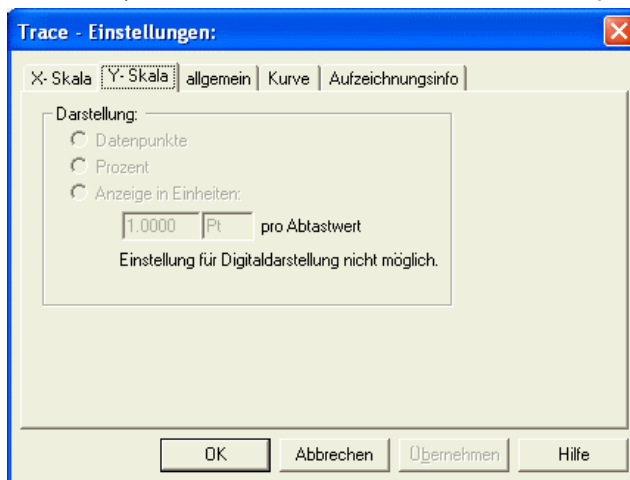 Trace - Einstellungen:
X- Skala Y- Skala allgemein Kurve Aufzeichnungsinfo
Darstellung:
Datenpunkte
Prozent
Anzeige in Einheiten:
1.0000 Pt pro Abtastwert
Einstellung für Digitaldarstellung nicht möglich.
OK Abbrechen Übernehmen Hilfe